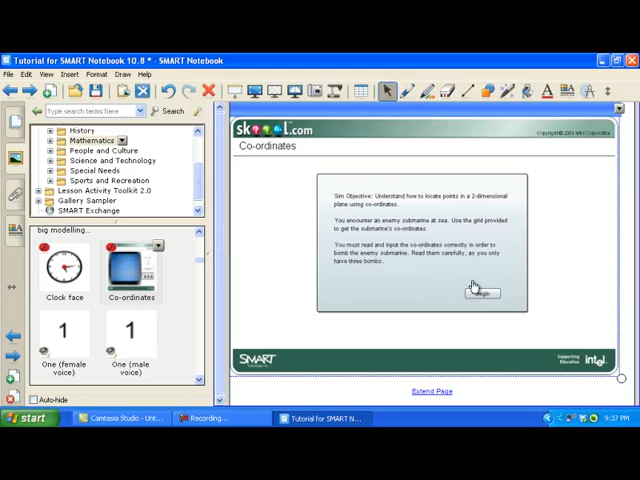 Tutorial for SMART Notebook 10.8 * - SMART Notebook
File Edit View Insert Format Draw Help
Type search terms here
Search
History
Mathematics
People and Culture
Science and Technology
Special Needs
Sports and Recreation
Lesson Activity Toolkit 2.0
Gallery Sampler
SMART Exchange
big modelling...
Clock face
Co-ordinates
1
1
One (female voice)
One (male voice)
Auto-hide
skoool.com
Co-ordinates
Sim Objective: Understand how to locate points in a 2-dimensional
plane using co-ordinates.
You encounter an enemy submarine at sea. Use the grid provided
to get the submarine's co-ordinates.
You must read and input the co-ordinates correctly in order to
bomb the enemy submarine. Read them carefully, as you only
have three bombs.
SMART
Supporting
Education
intel
Extend Page
start
Camtasia Studio - Unt...
Recording...
Tutorial for SMART N...
9:37 PM